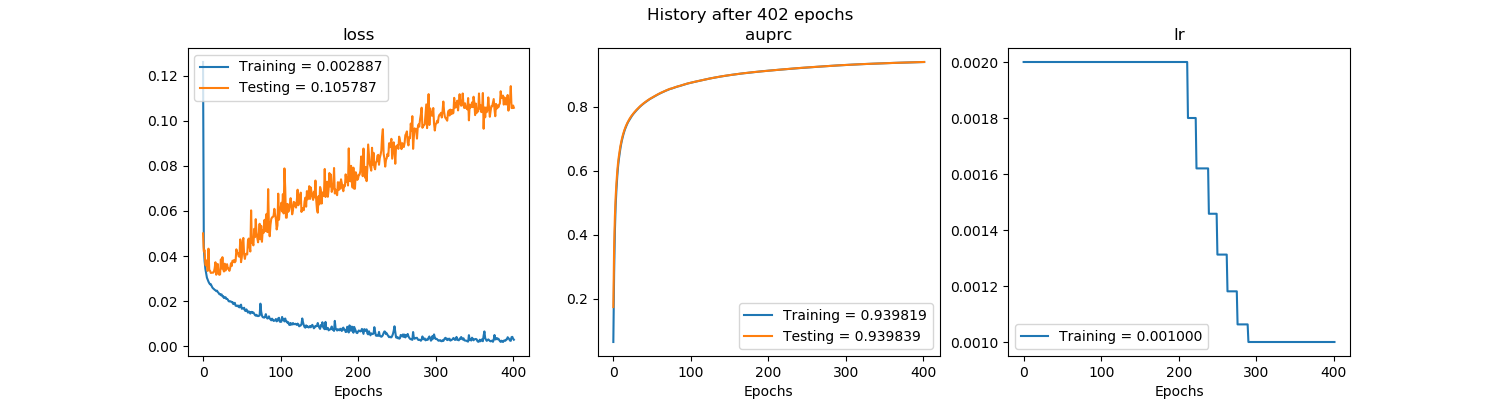 History after 402 epochs
loss
Training = 0.002887
Testing = 0.105787
0.12
0.10
0.08
0.06
0.04
0.02
0.00
0 100 200 300 400
Epochs
auprc
0.8
0.6
0.4
0.2
Training = 0.939819
Testing = 0.939839
0 100 200 300 400
Epochs
lr
0.0020
0.0018
0.0016
0.0014
0.0012
0.0010
Training = 0.001000
0 100 200 300 400
Epochs